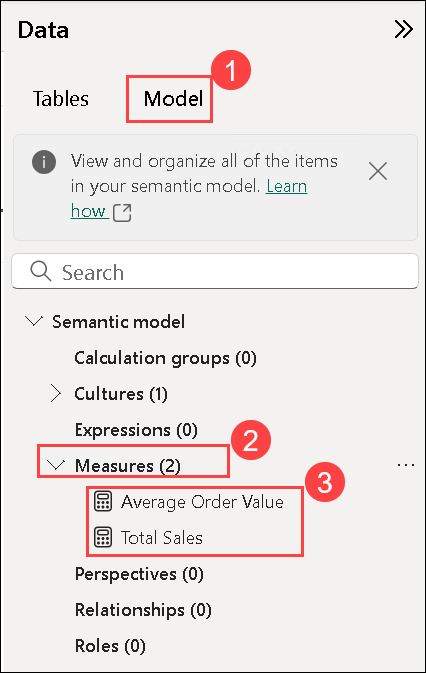 Data
1
Tables Model
View and organize all of the items
in your semantic model. Learn
how
Search
Semantic model
Calculation groups (0)
Cultures (1)
Expressions (0)
2
Measures (2)
3
Average Order Value
Total Sales
Perspectives (0)
Relationships (0)
Roles (0)